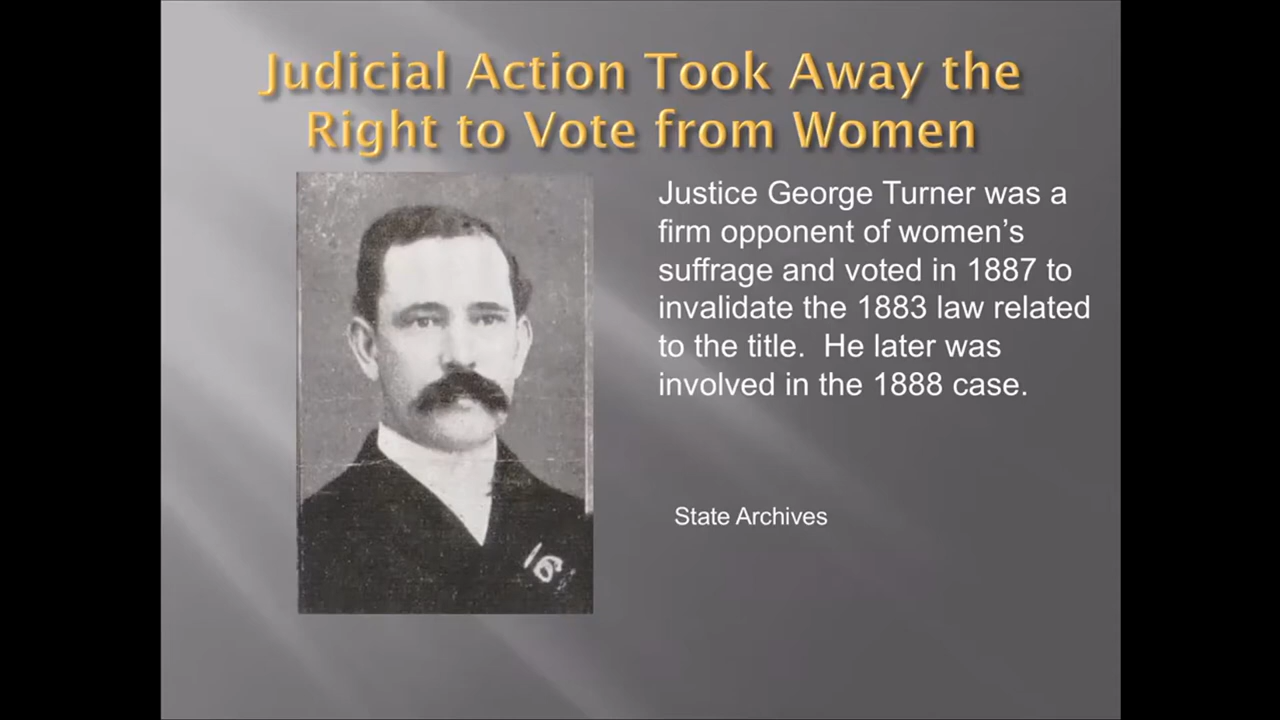 Judicial Action Took Away the
Right to Vote from Women
Justice George Turner was a
firm opponent of women’s
suffrage and voted in 1887 to
invalidate the 1883 law related
to the title.  He later was
involved in the 1888 case.
State Archives